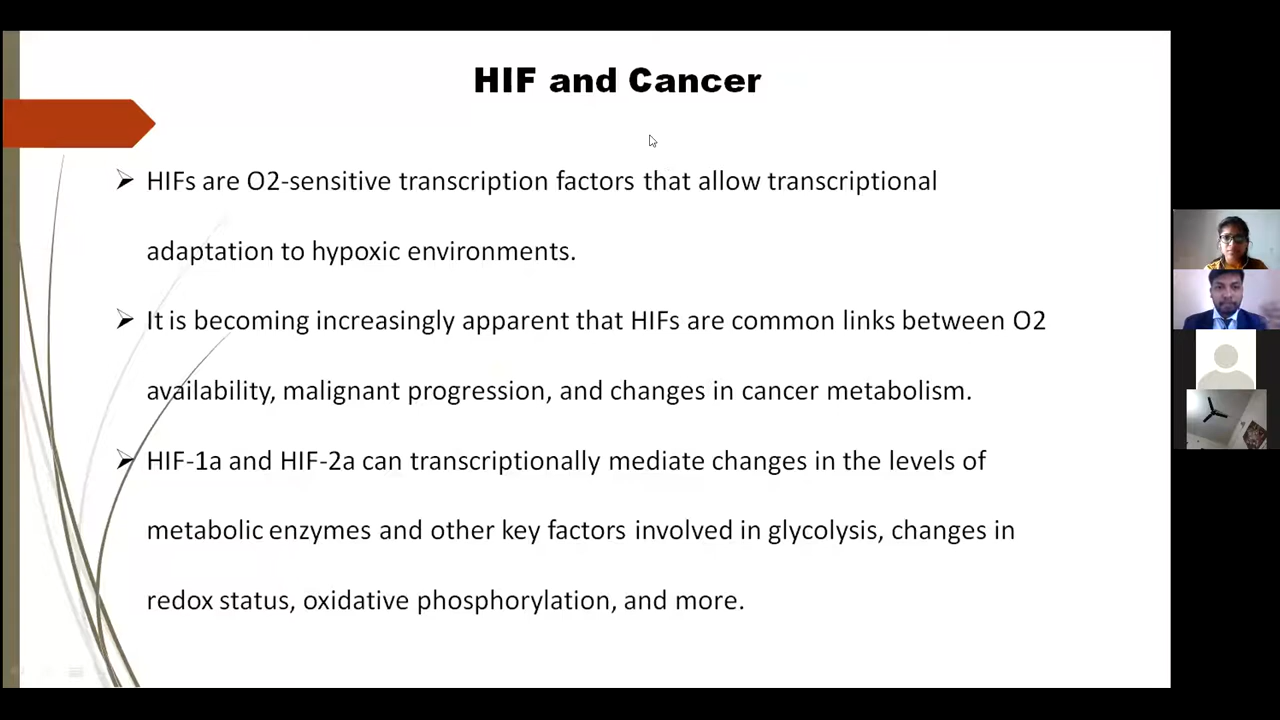 HIF and Cancer
HIFs are O2-sensitive transcription factors that allow transcriptional
adaptation to hypoxic environments.
It is becoming increasingly apparent that HIFs are common links between O2
availability, malignant progression, and changes in cancer metabolism.
HIF-1a and HIF-2a can transcriptionally mediate changes in the levels of
metabolic enzymes and other key factors involved in glycolysis, changes in
redox status, oxidative phosphorylation, and more.